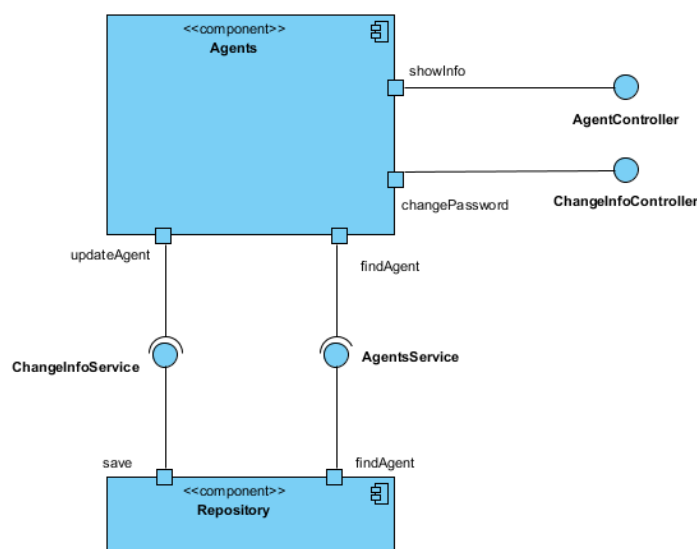 <<component>>
Agents
showInfo
AgentController
changePassword
ChangeInfoController
updateAgent
findAgent
ChangeInfoService
AgentsService
save
findAgent
<<component>>
Repository